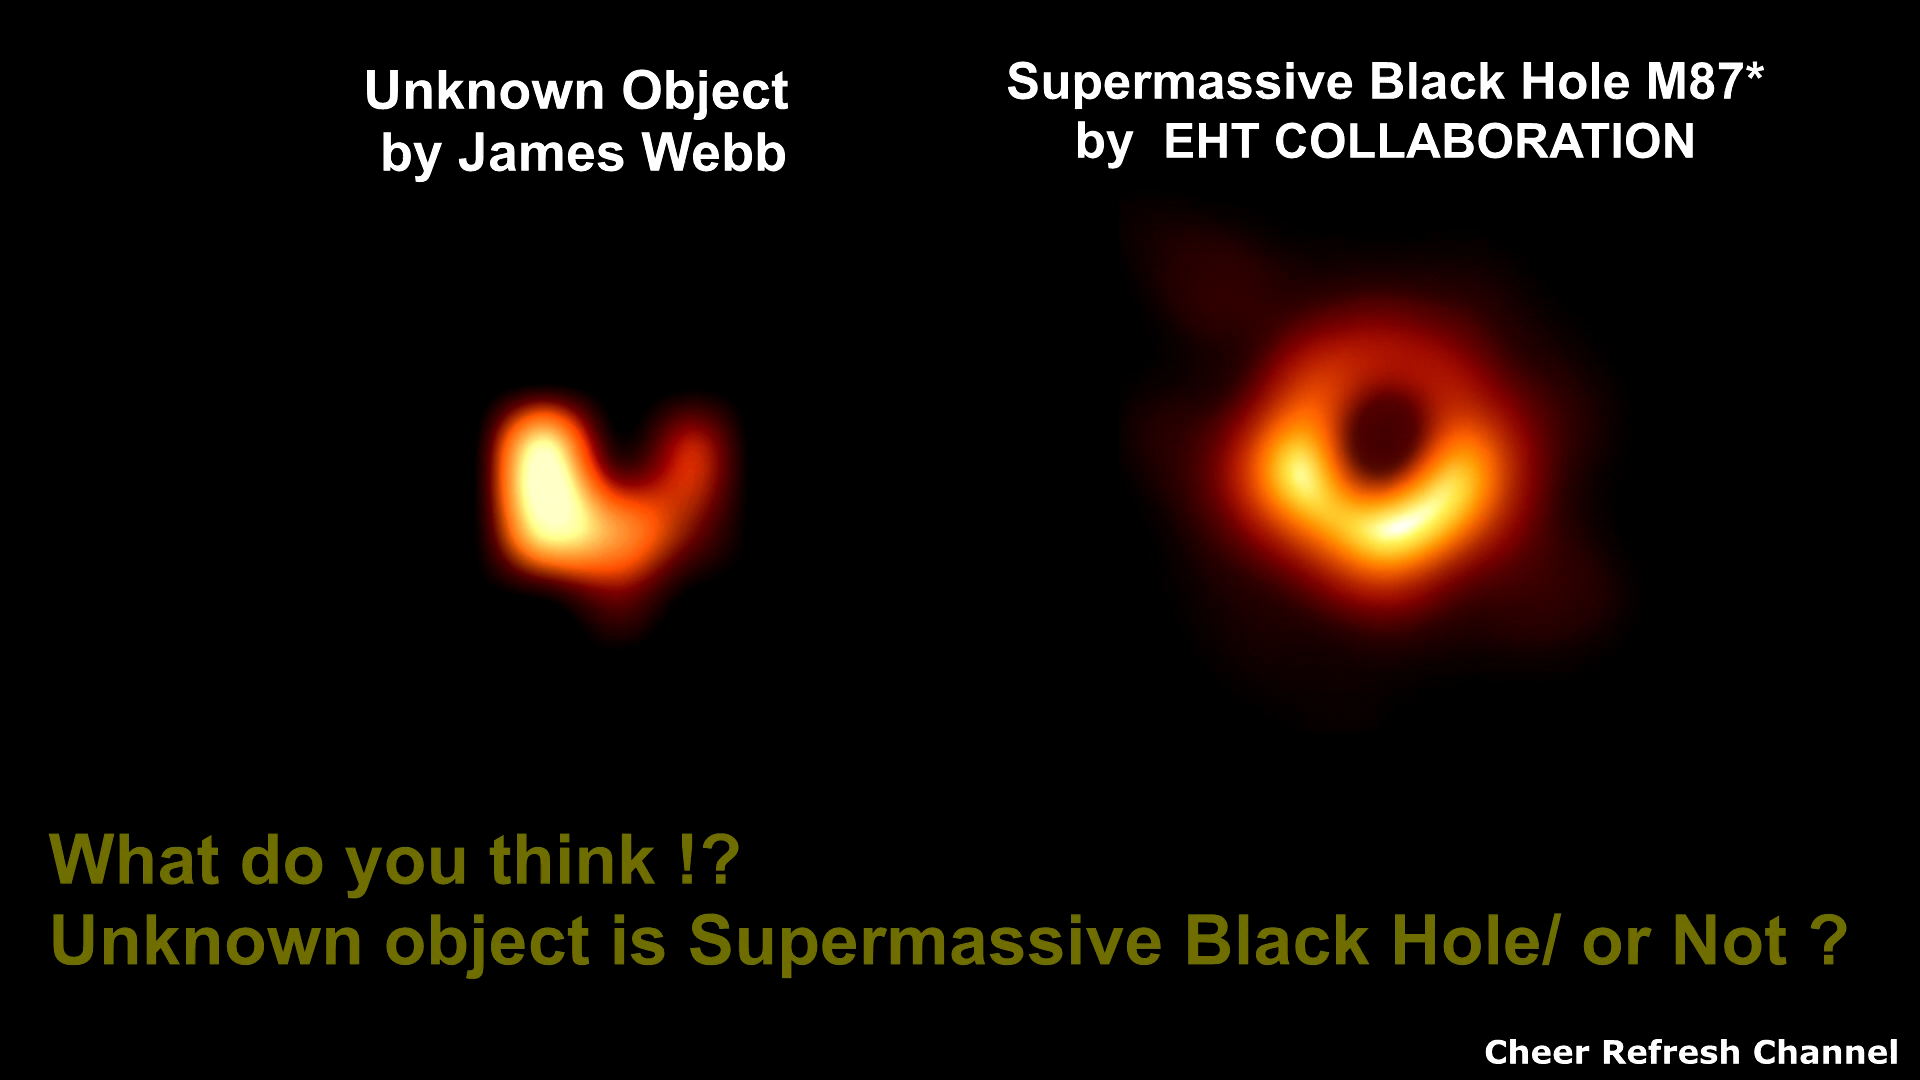 Unknown Object
by James Webb
Supermassive Black Hole M87*
by  EHT COLLABORATION
What do you think !?
Unknown object is Supermassive Black Hole/ or Not ?
Cheer Refresh Channel